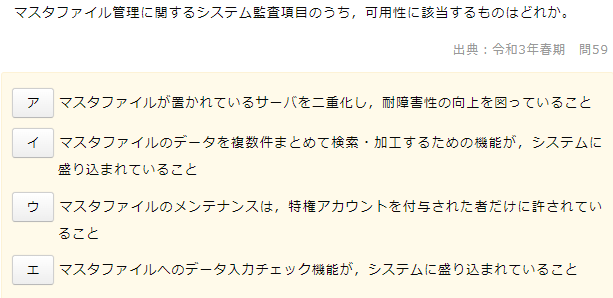 マスタファイル管理に関するシステム監査項目のうち，可用性に該当するものはどれか。
出典：令和3年春期　問59
ア マスタファイルが置かれているサーバを二重化し，耐障害性の向上を図っていること
イ マスタファイルのデータを複数件まとめて検索・加工するための機能が，システムに
盛り込まれていること
ウ マスタファイルのメンテナンスは，特権アカウントを付与された者だけに許されてい
ること
エ マスタファイルへのデータ入力チェック機能が，システムに盛り込まれていること